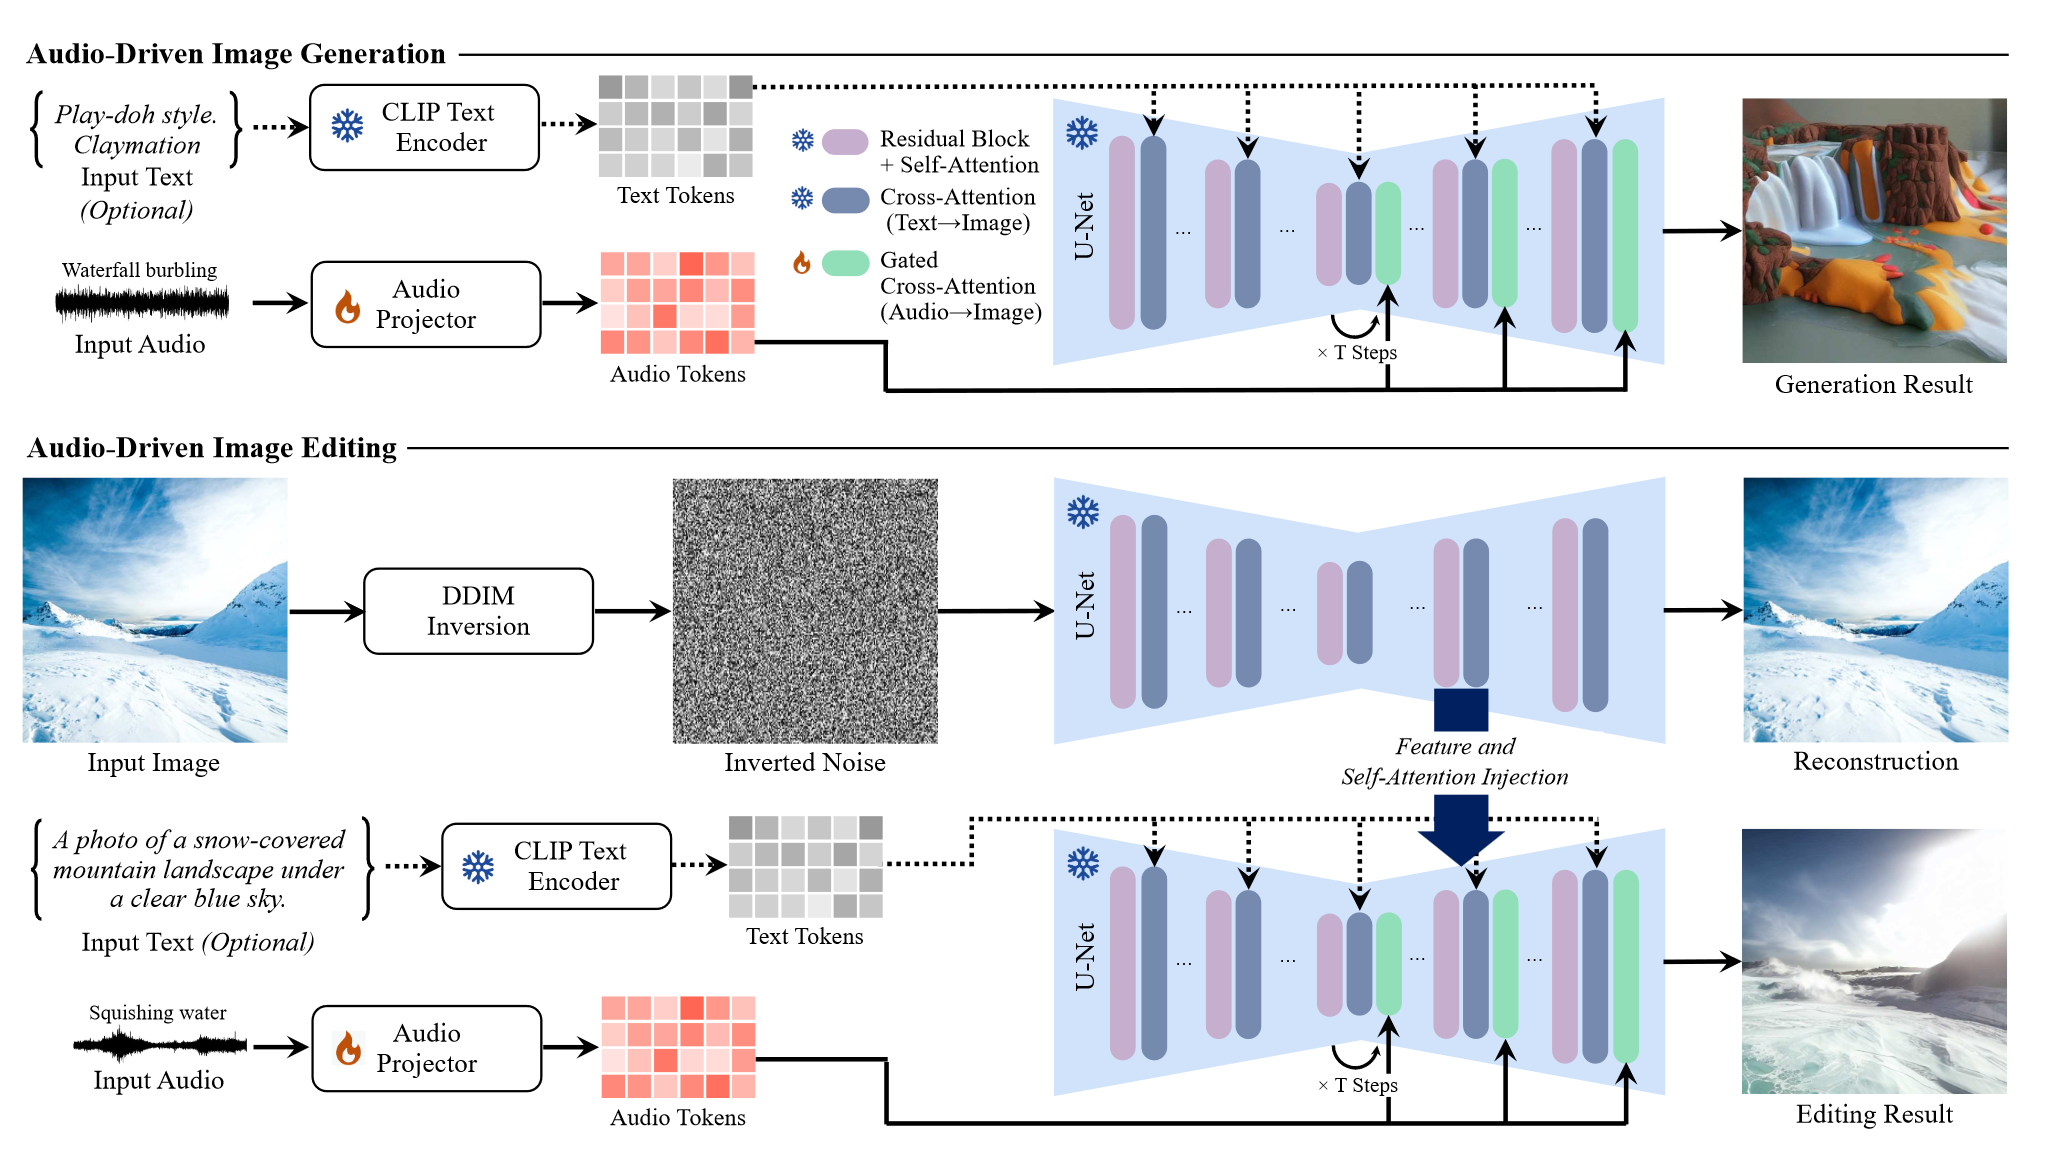 Audio-Driven Image Generation
Play-doh style.
Claymation
Input Text
(Optional)
CLIP Text
Encoder
Text Tokens
Waterfall burbling
Input Audio
Audio
Projector
Audio Tokens
Residual Block
+ Self-Attention
Cross-Attention
(Text→Image)
Gated
Cross-Attention
(Audio→Image)
U-Net
...
...
...
...
× T Steps
Generation Result
Audio-Driven Image Editing
Input Image
DDIM
Inversion
Inverted Noise
U-Net
...
...
...
...
Reconstruction
Feature and
Self-Attention Injection
A photo of a snow-covered
mountain landscape under
a clear blue sky.
Input Text (Optional)
CLIP Text
Encoder
Text Tokens
Squishing water
Input Audio
Audio
Projector
Audio Tokens
U-Net
...
...
...
...
× T Steps
Editing Result